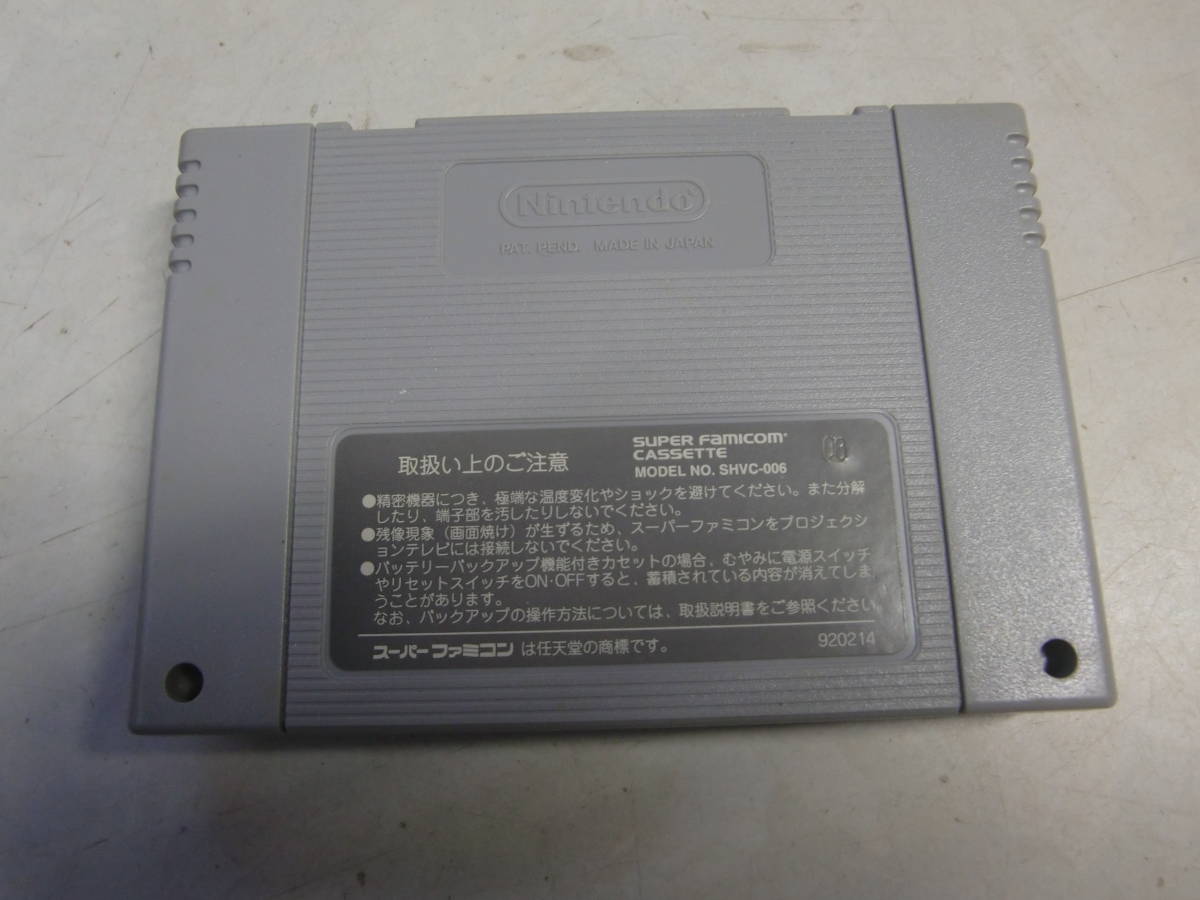 Nintendo
PAT. PEND. MADE IN JAPAN
取扱い上のご注意
SUPER FAMICOM
CASSETTE
MODEL NO. SHVC-006
●精密機器につき、極端な温度変化やショックを避けてください。また分解
したり、端子部を汚したりしないでください。
●残像現象（画面焼け）が生ずるため、スーパーファミコンをプロジェクシ
ョンテレビには接続しないでください。
●バッテリーバックアップ機能付きカセットの場合、むやみに電源スイッチ
やリセットスイッチをON・OFFすると、蓄積されている内容が消えてしま
うことがあります。
なお、バックアップの操作方法については、取扱説明書をご参照ください。
スーパーファミコン は任天堂の商標です。
920214